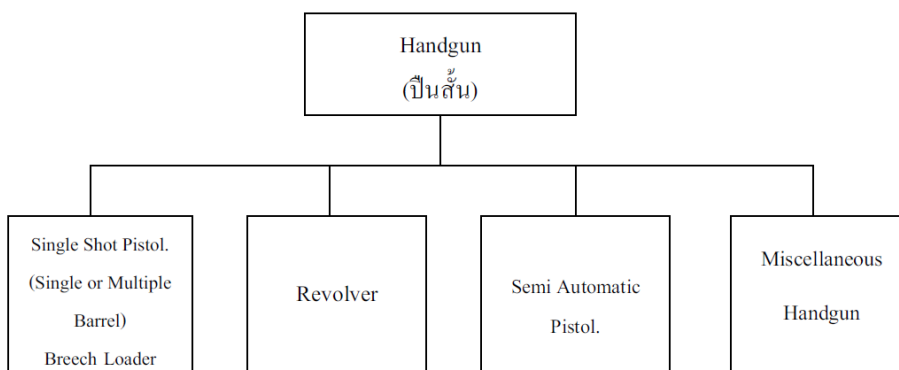 Handgun
(ปืนสั้น)
Single Shot Pistol.
(Single or Multiple
Barrel)
Breech Loader
Revolver
Semi Automatic
Pistol.
Miscellaneous
Handgun